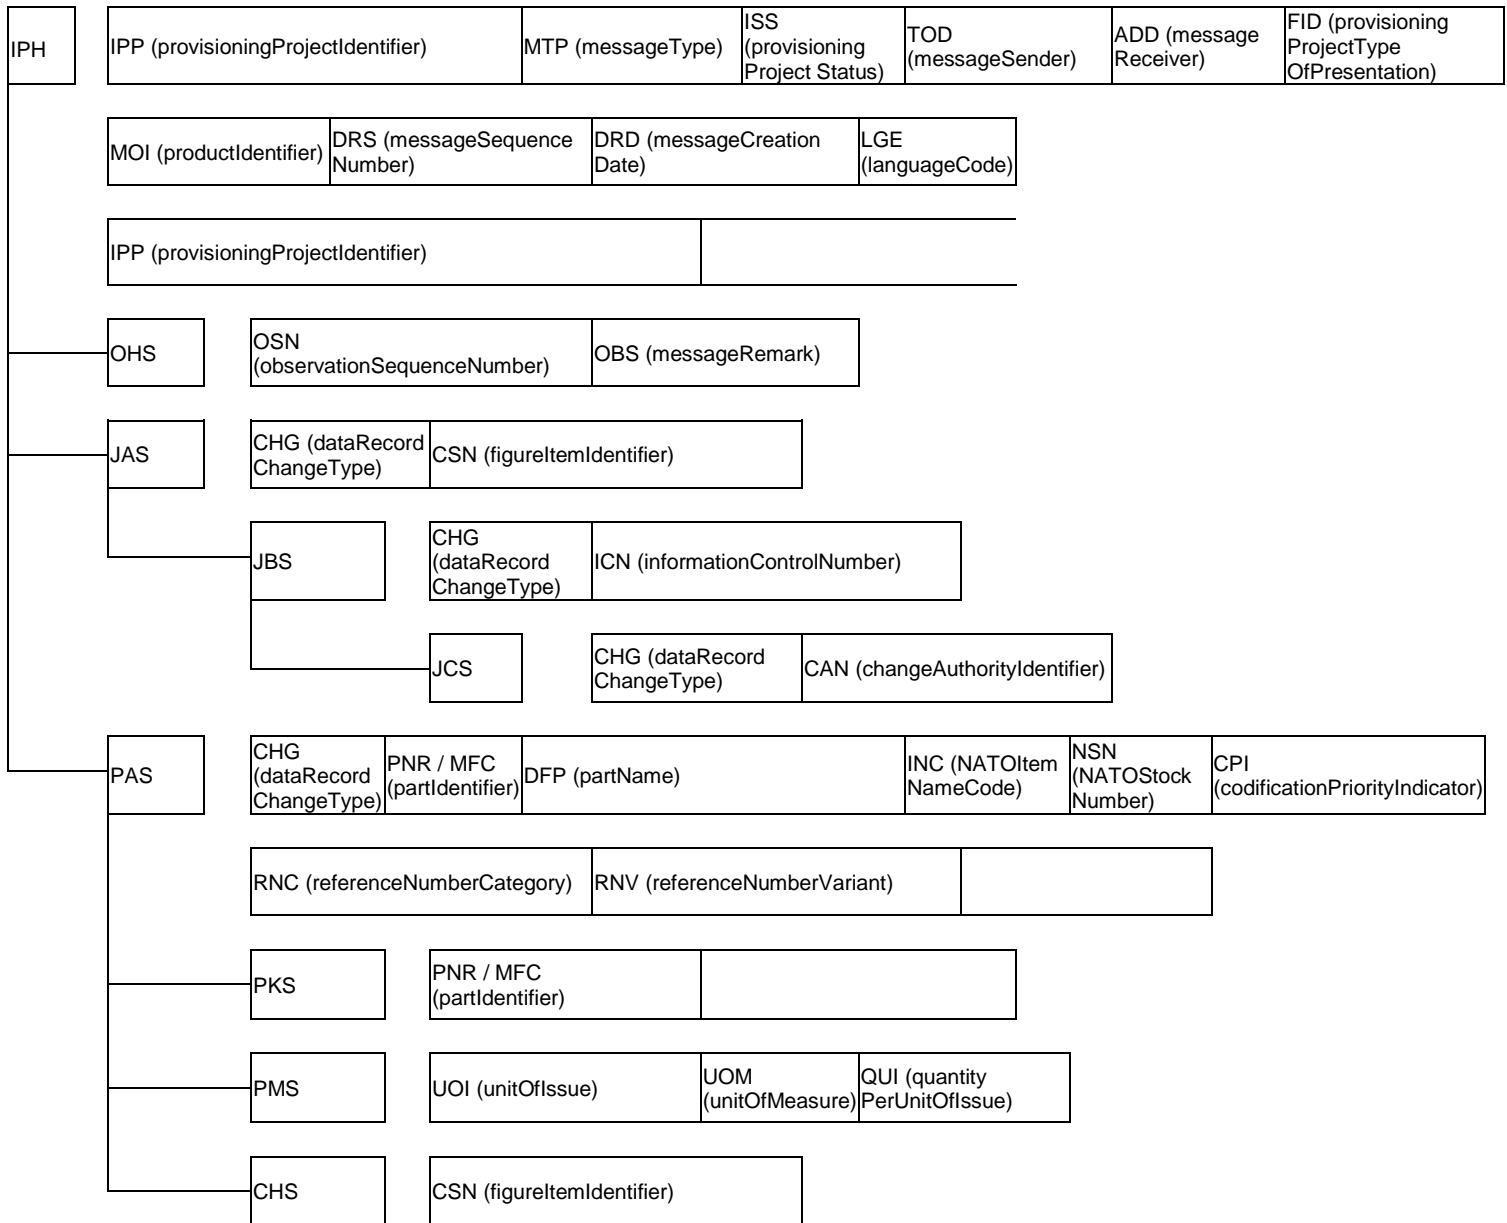 IPH
IPP (provisioningProjectIdentifier)
MTP (messageType)
ISS
(provisioning
Project Status)
TOD
(messageSender)
ADD (message
Receiver)
FID (provisioning
ProjectType
OfPresentation)
MOI (productIdentifier)
DRS (messageSequence
Number)
DRD (messageCreation
Date)
LGE
(languageCode)
IPP (provisioningProjectIdentifier)
OHS
OSN
(observationSequenceNumber)
OBS (messageRemark)
JAS
CHG (dataRecord
ChangeType)
CSN (figureItemIdentifier)
JBS
CHG
(dataRecord
ChangeType)
ICN (informationControlNumber)
JCS
CHG (dataRecord
ChangeType)
CAN (changeAuthorityIdentifier)
PAS
CHG
(dataRecord
ChangeType)
PNR / MFC
(partIdentifier)
DFP (partName)
INC (NATOItem
NameCode)
NSN
(NATOStock
Number)
CPI
(codificationPriorityIndicator)
RNC (referenceNumberCategory)
RNV (referenceNumberVariant)
PKS
PNR / MFC
(partIdentifier)
PMS
UOI (unitOfIssue)
UOM
(unitOfMeasure)
QUI (quantity
PerUnitOfIssue)
CHS
CSN (figureItemIdentifier)